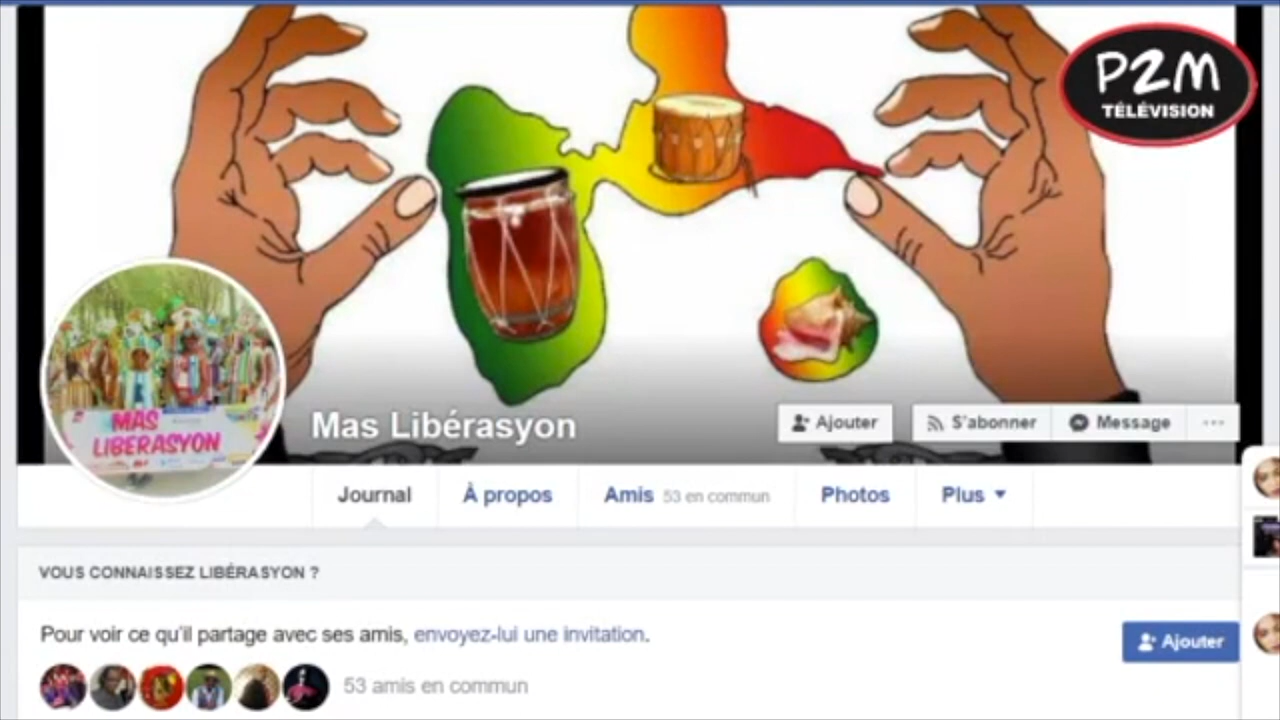 P2M
TÉLÉVISION
MAS
LIBERASYON
Mas Libérasyon
Ajouter
S'abonner
Message
Journal
À propos
Amis 53 en commun
Photos
Plus
VOUS CONNAISSEZ LIBÉRASYON ?
Pour voir ce qu'il partage avec ses amis, envoyez-lui une invitation.
Ajouter
53 amis en commun